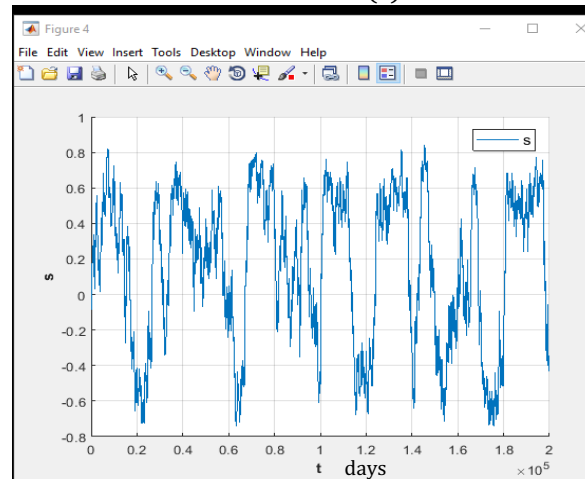 Figure 4
File Edit View Insert Tools Desktop Window Help
s
1
0.8
0.6
0.4
0.2
0
-0.2
-0.4
-0.6
-0.8
s
0 0.2 0.4 0.6 0.8 1 1.2 1.4 1.6 1.8 2
t days ×10⁵